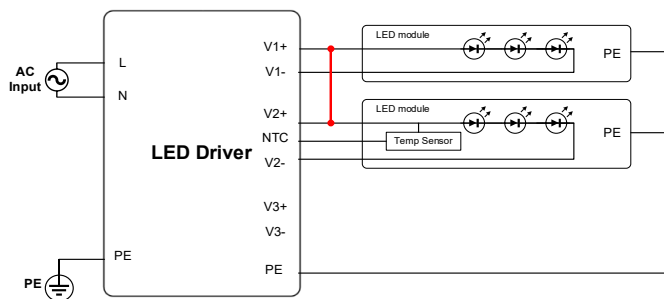 AC
Input
L
N
LED Driver
PE
PE
V1+
V1-
V2+
NTC
V2-
V3+
V3-
PE
LED module
PE
LED module
Temp Sensor
PE